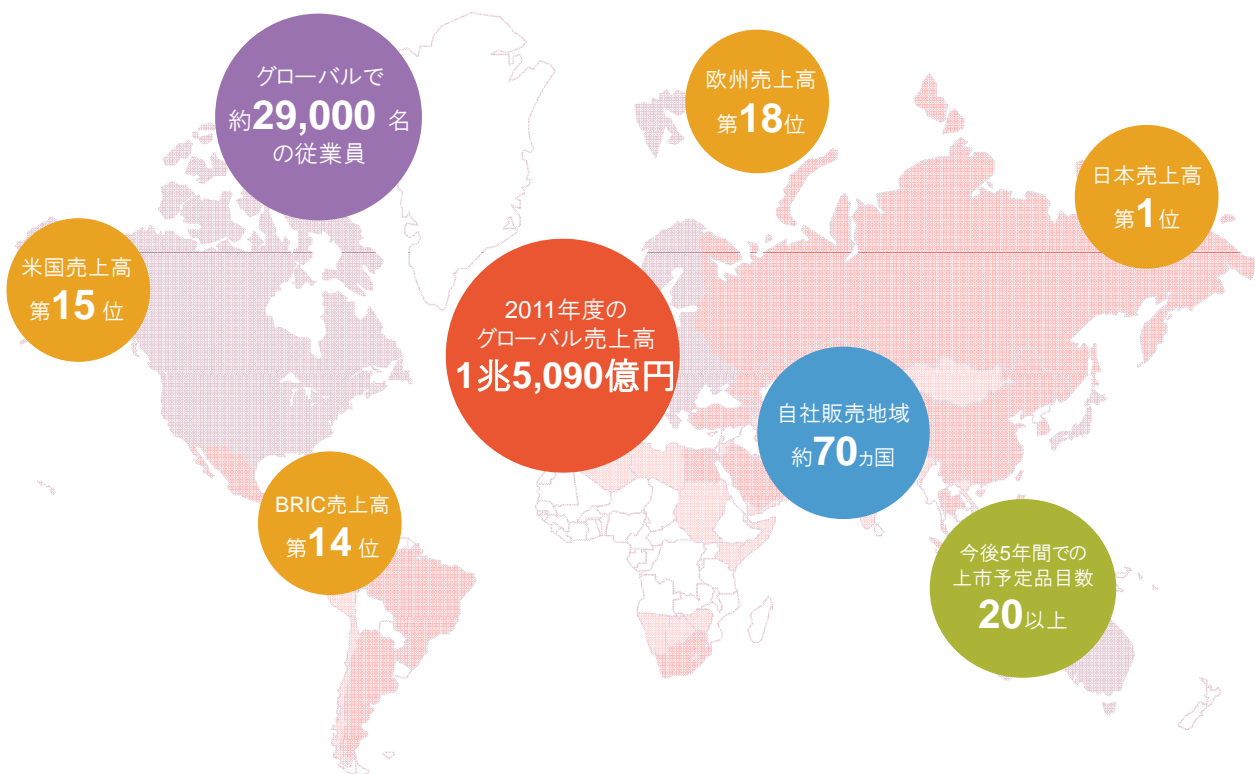 グローバルで
約29,000 名
の従業員
欧州売上高
第18位
日本売上高
第1位
米国売上高
第15位
2011年度の
グローバル売上高
1兆5,090億円
自社販売地域
約70ヵ国
BRIC売上高
第14位
今後5年間での
上市予定品目数
20以上